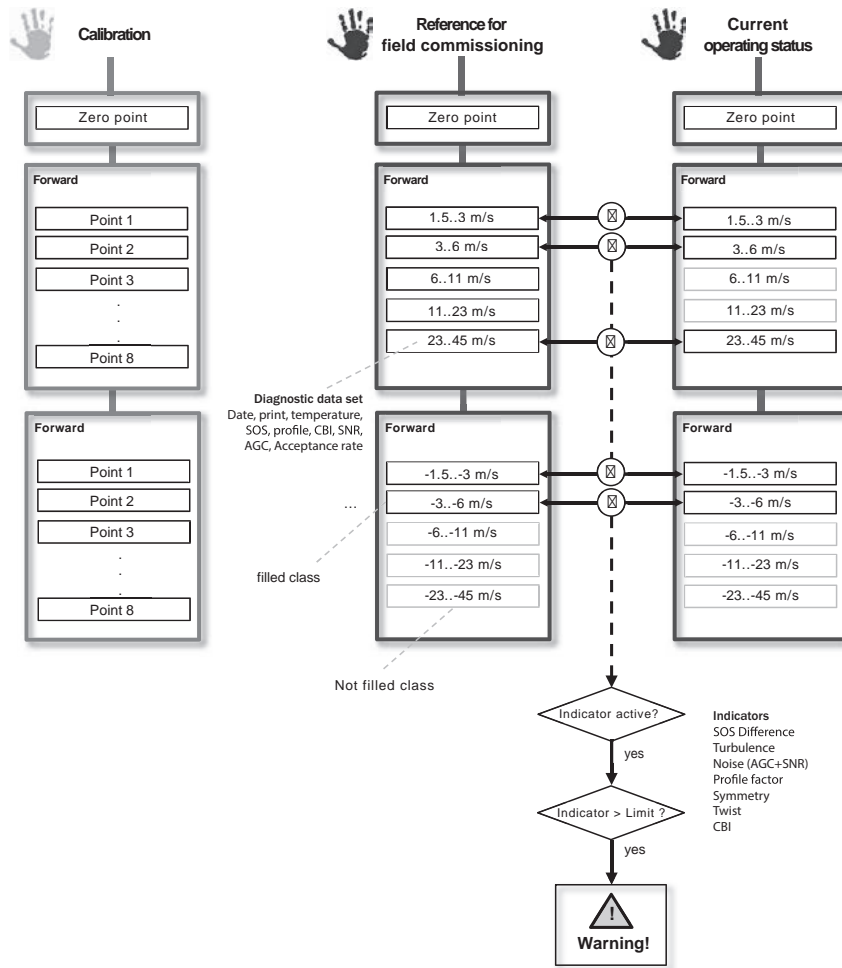 Calibration
Zero point
Forward
Point 1
Point 2
Point 3
.
.
.
Point 8
Forward
Point 1
Point 2
Point 3
.
.
.
Point 8
Reference for
field commissioning
Zero point
Forward
1.5..3 m/s
3..6 m/s
6..11 m/s
11..23 m/s
23..45 m/s
Diagnostic data set
Date, print, temperature,
SOS, profile, CBI, SNR,
AGC, Acceptance rate
Forward
-1.5..-3 m/s
...
-3..-6 m/s
-6..-11 m/s
-11..-23 m/s
-23..-45 m/s
filled class
Not filled class
Current
operating status
Zero point
Forward
1.5..3 m/s
3..6 m/s
6..11 m/s
11..23 m/s
23..45 m/s
Forward
-1.5..-3 m/s
-3..-6 m/s
-6..-11 m/s
-11..-23 m/s
-23..-45 m/s
Indicator active?
yes
Indicator > Limit ?
yes
!
Warning!
Indicators
SOS Difference
Turbulence
Noise (AGC+SNR)
Profile factor
Symmetry
Twist
CBI